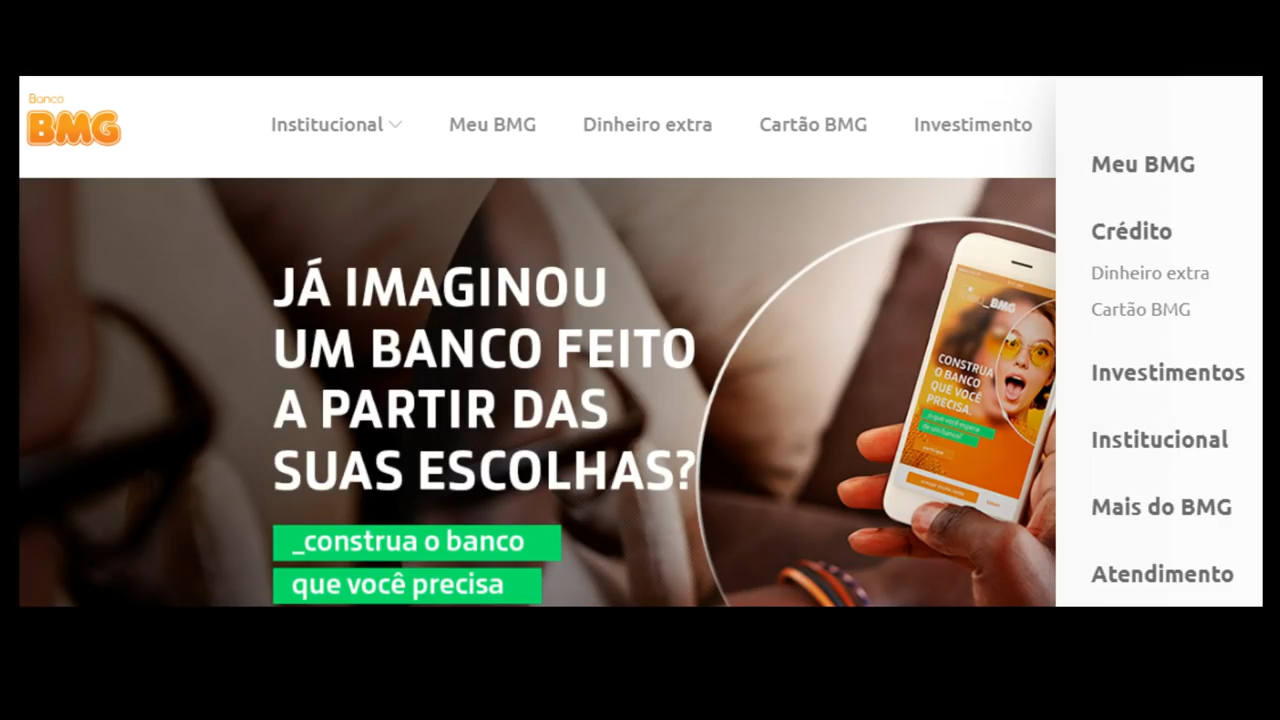 Banco
BMG
Institucional
Meu BMG
Dinheiro extra
Cartão BMG
Investimento
JÁ IMAGINOU
UM BANCO FEITO
A PARTIR DAS
SUAS ESCOLHAS?
_construa o banco
que você precisa
BMG
CONSTRUA
O BANCO
QUE VOCÊ
PRECISA.
Meu BMG
Crédito
Dinheiro extra
Cartão BMG
Investimentos
Institucional
Mais do BMG
Atendimento